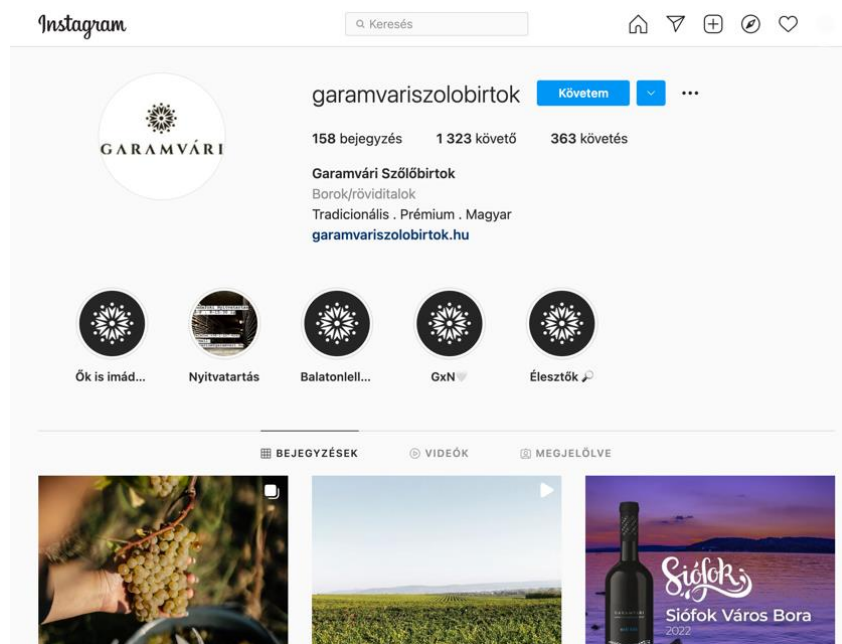 Instagram
Keresés
garamvariszolobirtok
Követem
158 bejegyzés 1 323 követő 363 követés
GARAMVÁRI
Garamvári Szőlőbirtok
Borok/röviditalok
Tradicionális . Prémium . Magyar
garamvariszolobirtok.hu
Ők is imád... Nyitvatartás Balatonlell... GxN🤍 Élesztők 🔎
BEJEGYZÉSEK VIDEÓK MEGJELÖLVE
Siófok
Siófok Város Bora
2022
GARAMVÁRI